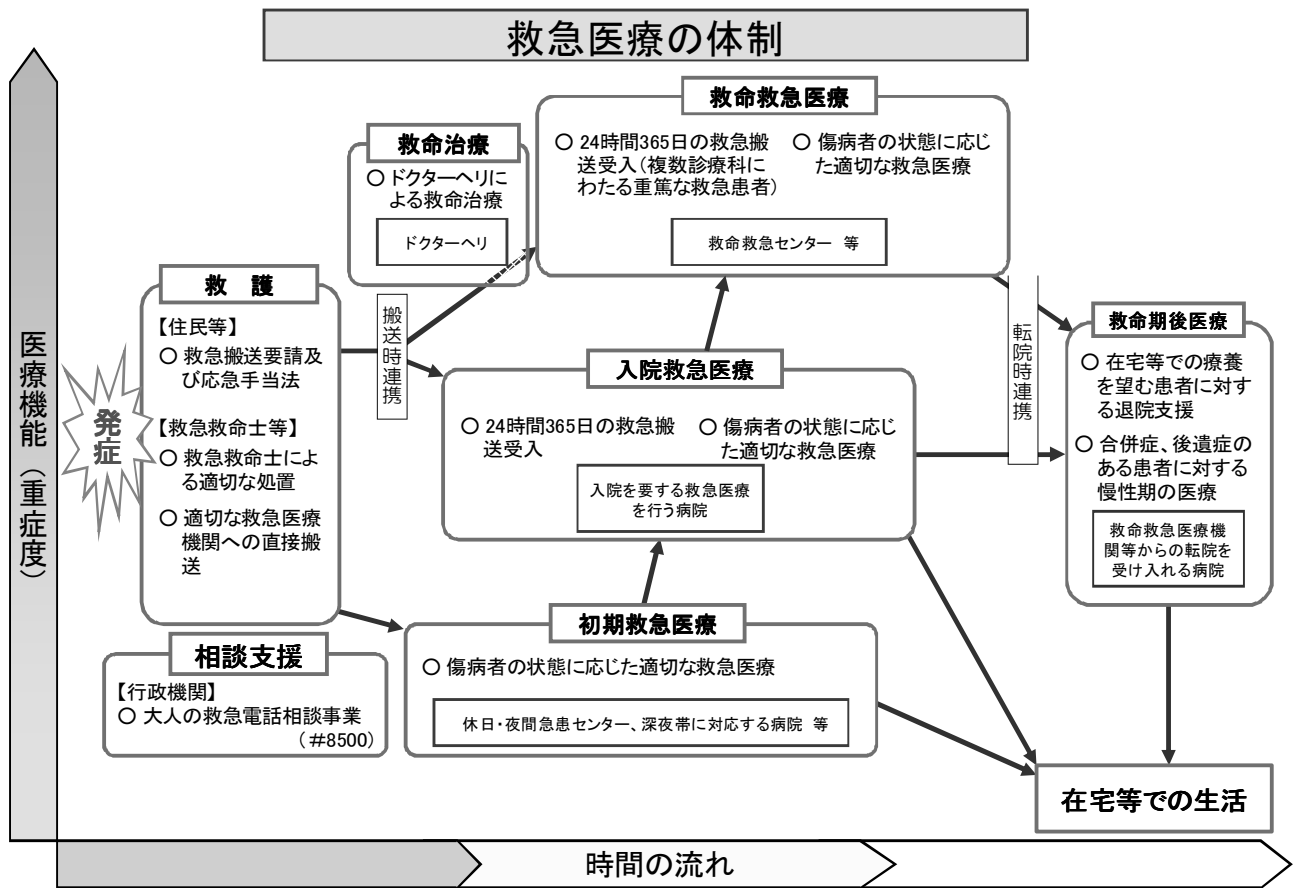 救急医療の体制
医療機能（重症度）
発症
救　護
【住民等】
○ 救急搬送要請及
び応急手当法
【救急救命士等】
○ 救急救命士によ
る適切な処置
○ 適切な救急医療
機関への直接搬
送
相談支援
【行政機関】
○ 大人の救急電話相談事業
（＃8500）
救命治療
○ ドクターヘリに
よる救命治療
ドクターヘリ
搬送時連携
救命救急医療
○ 24時間365日の救急搬
送受入（複数診療科に
わたる重篤な救急患者）
○ 傷病者の状態に応じ
た適切な救急医療
救命救急センター 等
入院救急医療
○ 24時間365日の救急搬
送受入
○ 傷病者の状態に応じ
た適切な救急医療
入院を要する救急医療
を行う病院
初期救急医療
○ 傷病者の状態に応じた適切な救急医療
休日・夜間急患センター、深夜帯に対応する病院 等
転院時連携
救命期後医療
○ 在宅等での療養
を望む患者に対す
る退院支援
○ 合併症、後遺症の
ある患者に対する
慢性期の医療
救命救急医療機
関等からの転院を
受け入れる病院
在宅等での生活
時間の流れ